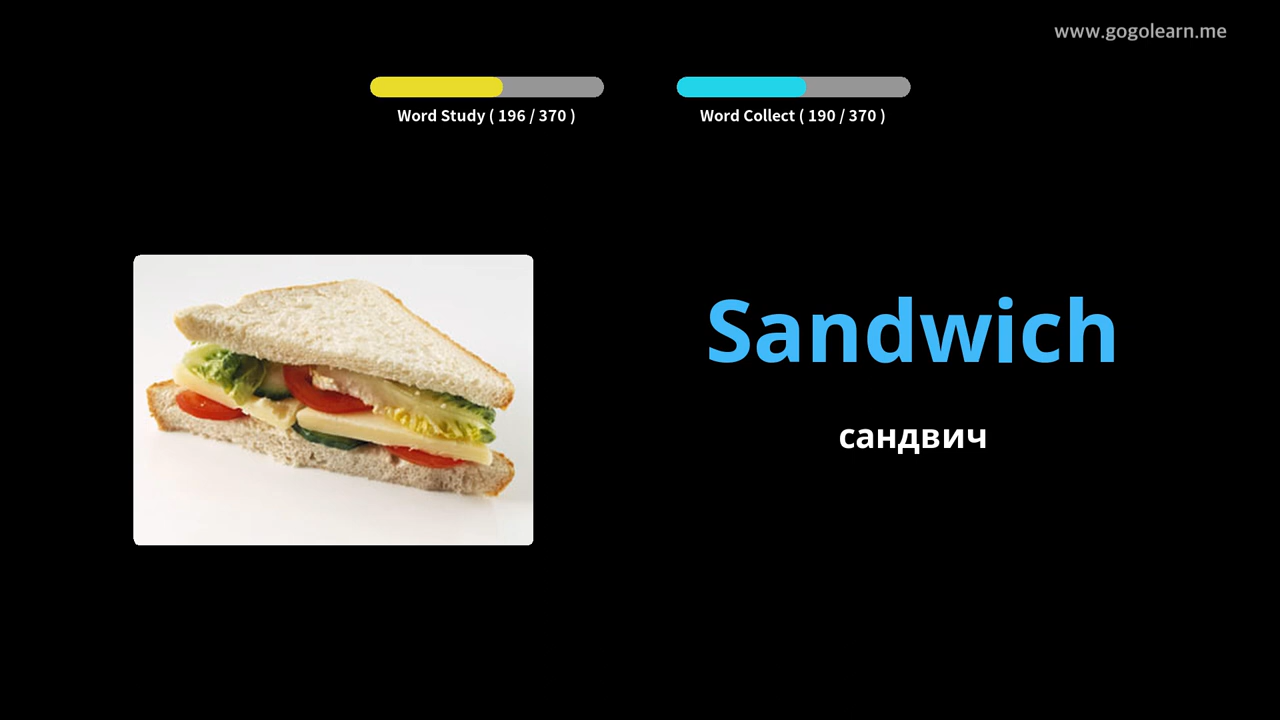 www.gogolearn.me
Word Study ( 196 / 370 )
Word Collect ( 190 / 370 )
Sandwich
сандвич